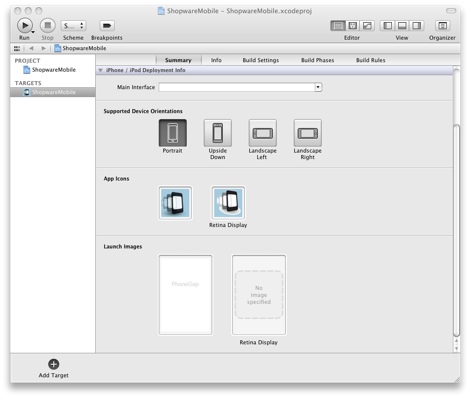 ShopwareMobile - ShopwareMobile.xcodeproj
Run Stop Scheme Breakpoints Editor View Organizer
S...
ShopwareMobile
PROJECT
ShopwareMobile
TARGETS
ShopwareMobile
Summary Info Build Settings Build Phases Build Rules
iPhone / iPod Deployment Info
Main Interface
Supported Device Orientations
Portrait
Upside
Down
Landscape
Left
Landscape
Right
App Icons
Retina Display
Launch Images
PhoneGap
No
image
specified
Retina Display
Add Target